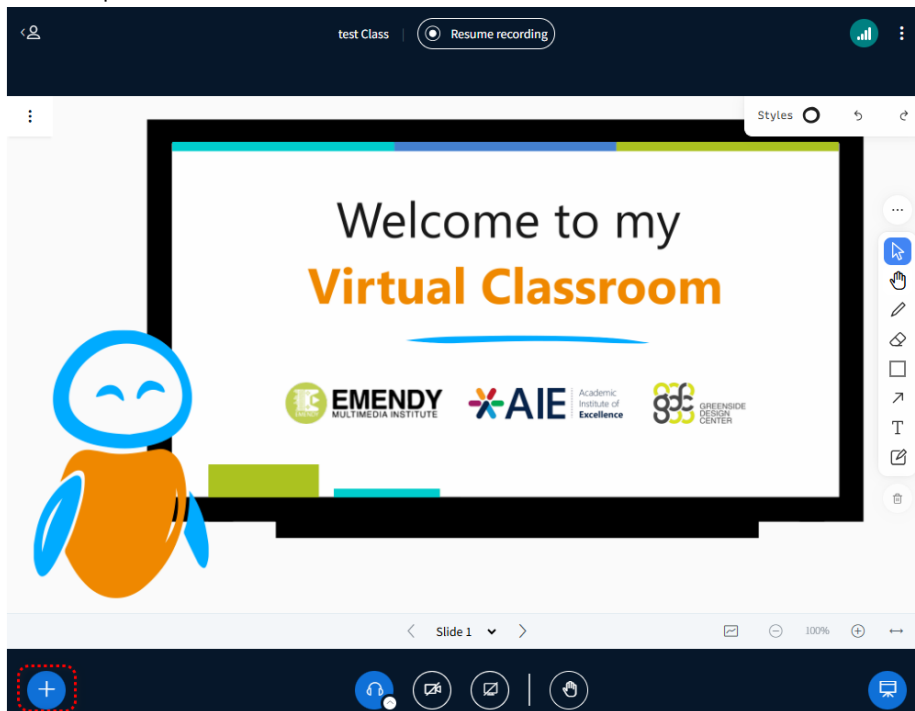 test Class
Resume recording
Styles
Welcome to my
Virtual Classroom
EMENDY
MULTIMEDIA INSTITUTE
AIE
Academic
Institute of
Excellence
gdc
GREENSIDE
DESIGN
CENTER
T
Slide 1
100%